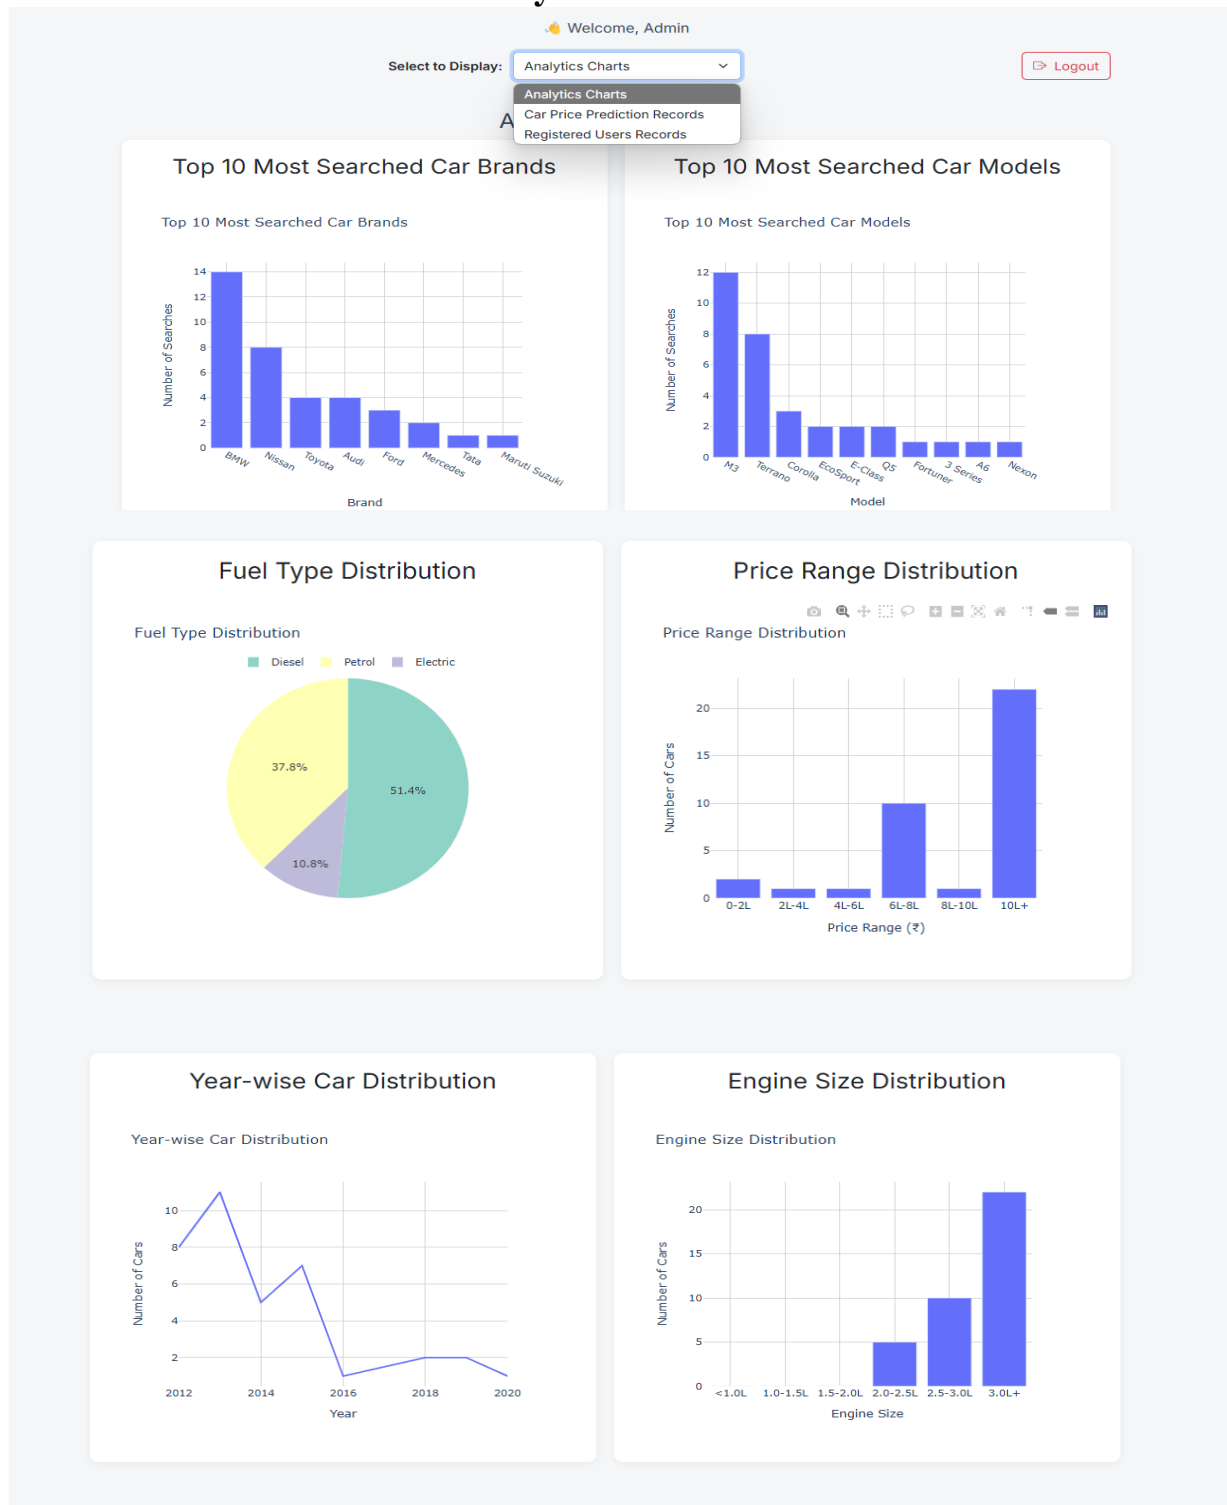 👋 Welcome, Admin
Select to Display: Analytics Charts
Logout
Analytics Charts
Car Price Prediction Records
Registered Users Records
Top 10 Most Searched Car Brands
Top 10 Most Searched Car Brands
Number of Searches
14
12
10
8
6
4
2
0
BMW Nissan Toyota Audi Ford Mercedes Tata Maruti Suzuki
Brand
Top 10 Most Searched Car Models
Top 10 Most Searched Car Models
Number of Searches
12
10
8
6
4
2
0
M3 Terrano Corolla EcoSport E-Class Q5 Fortuner 3 Series A6 Nexon
Model
Fuel Type Distribution
Fuel Type Distribution
Diesel Petrol Electric
37.8%
51.4%
10.8%
Price Range Distribution
Price Range Distribution
Number of Cars
20
15
10
5
0
0-2L 2L-4L 4L-6L 6L-8L 8L-10L 10L+
Price Range (₹)
Year-wise Car Distribution
Year-wise Car Distribution
Number of Cars
10
8
6
4
2
2012 2014 2016 2018 2020
Year
Engine Size Distribution
Engine Size Distribution
Number of Cars
20
15
10
5
0
<1.0L 1.0-1.5L 1.5-2.0L 2.0-2.5L 2.5-3.0L 3.0L+
Engine Size